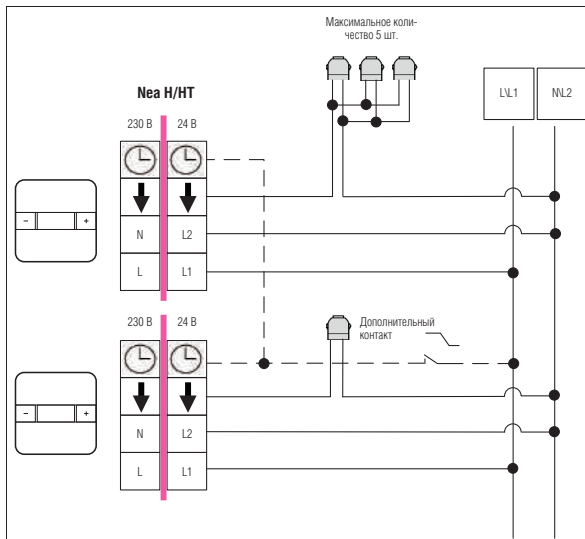 Максимальное коли-
чество 5 шт.
Nea H/HT
L\L1
N\L2
230 В
24 В
N
L2
L
L1
230 В
24 В
Дополнительный
контакт
N
L2
L
L1